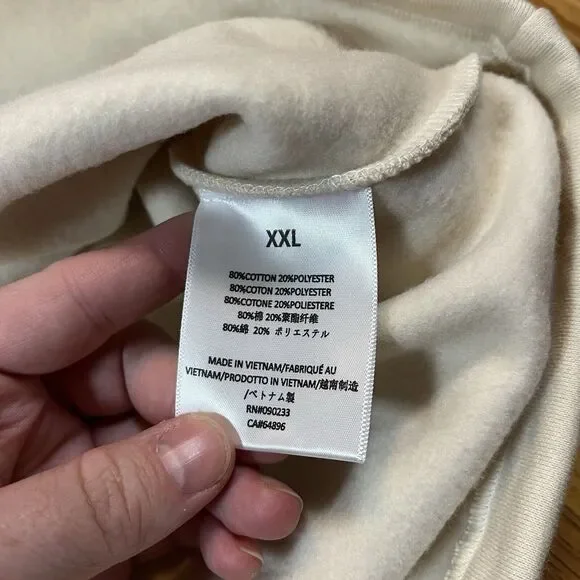 XXL
80%COTTON 20%POLYESTER
80%COTON 20%POLYESTER
80%COTONE 20%POLIESTERE
80%棉 20%聚酯纤维
80%綿 20% ポリエステル
MADE IN VIETNAM/FABRIQUÉ AU
VIETNAM/PRODOTTO IN VIETNAM/越南制造
/ベトナム製
RN#090233
CA#64896